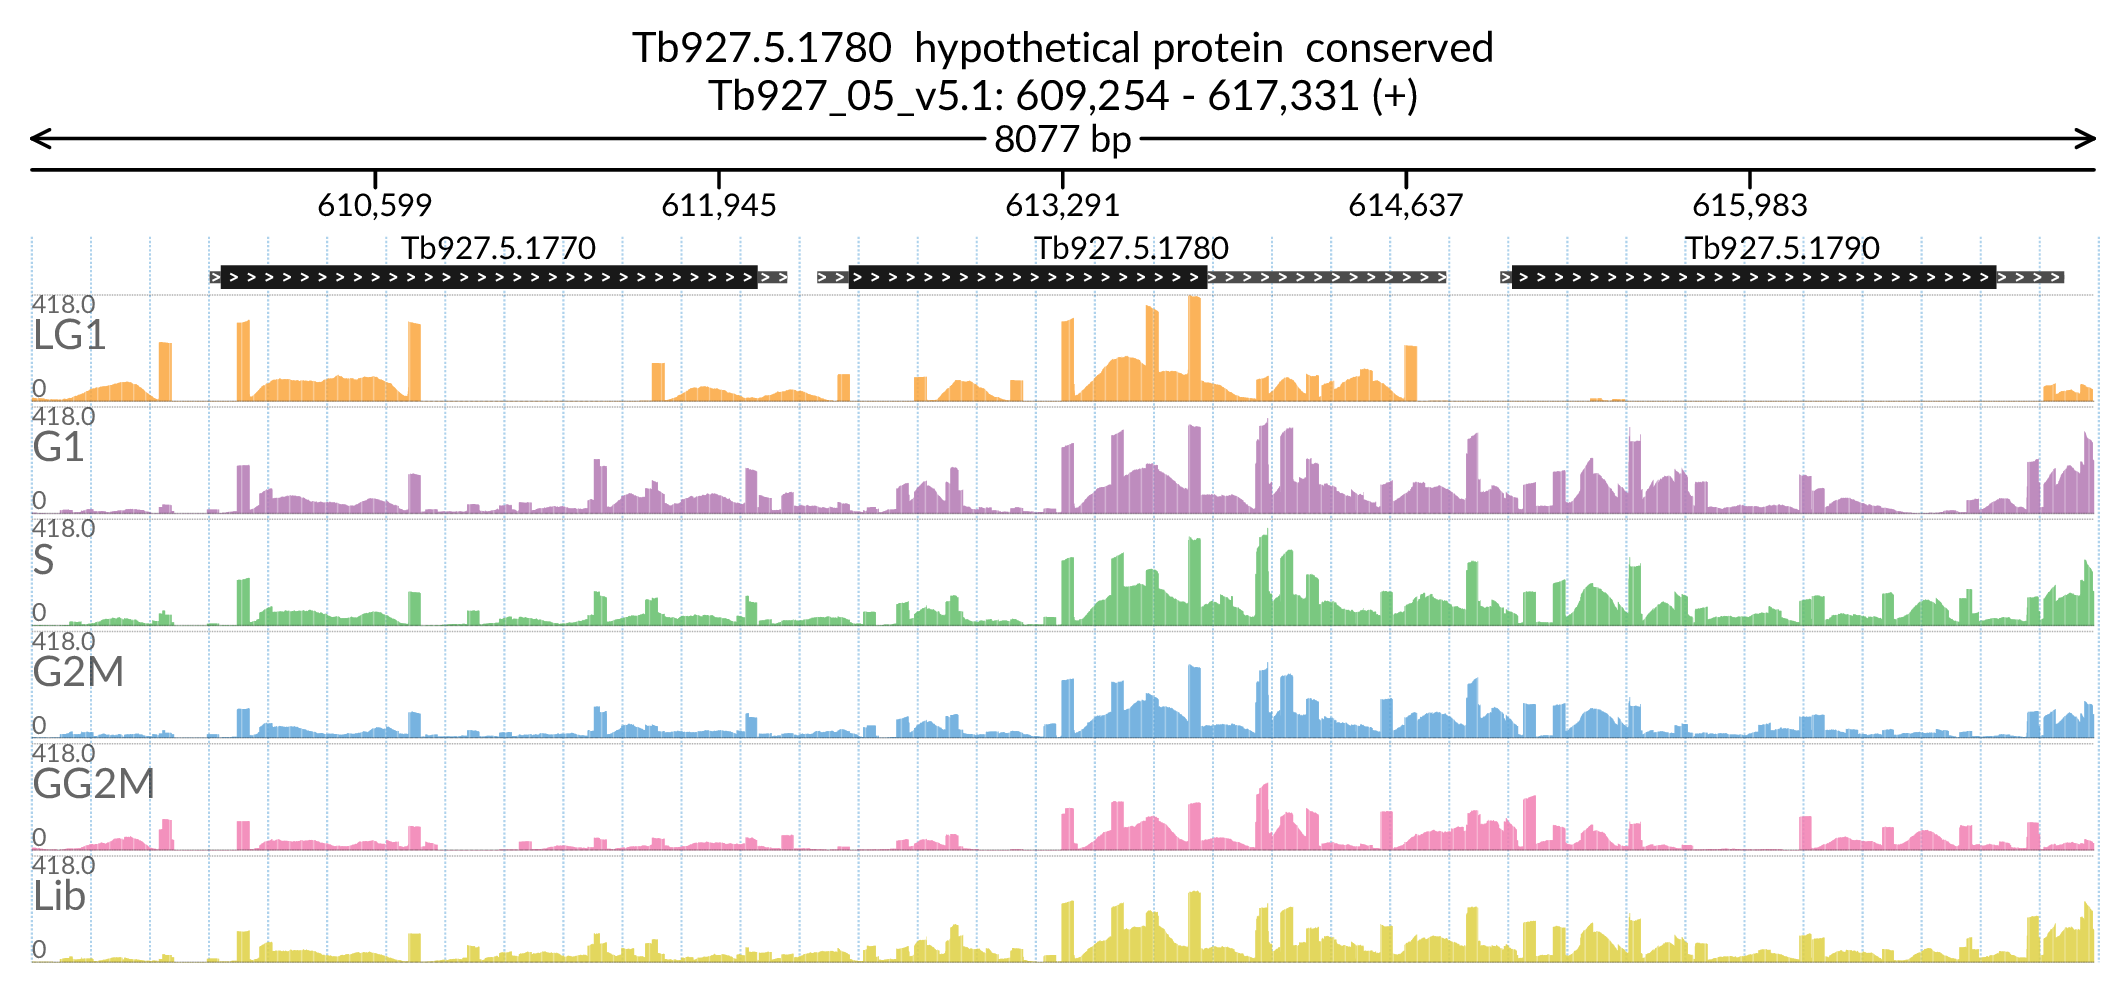 Tb927.5.1780 hypothetical protein conserved
Tb927_05_v5.1: 609,254 - 617,331 (+)
8077 bp
610,599 611,945 613,291 614,637 615,983
Tb927.5.1770 Tb927.5.1780 Tb927.5.1790
418.0
LG1
0
418.0
G1
0
418.0
S
0
418.0
G2M
0
418.0
GG2M
0
418.0
Lib
0